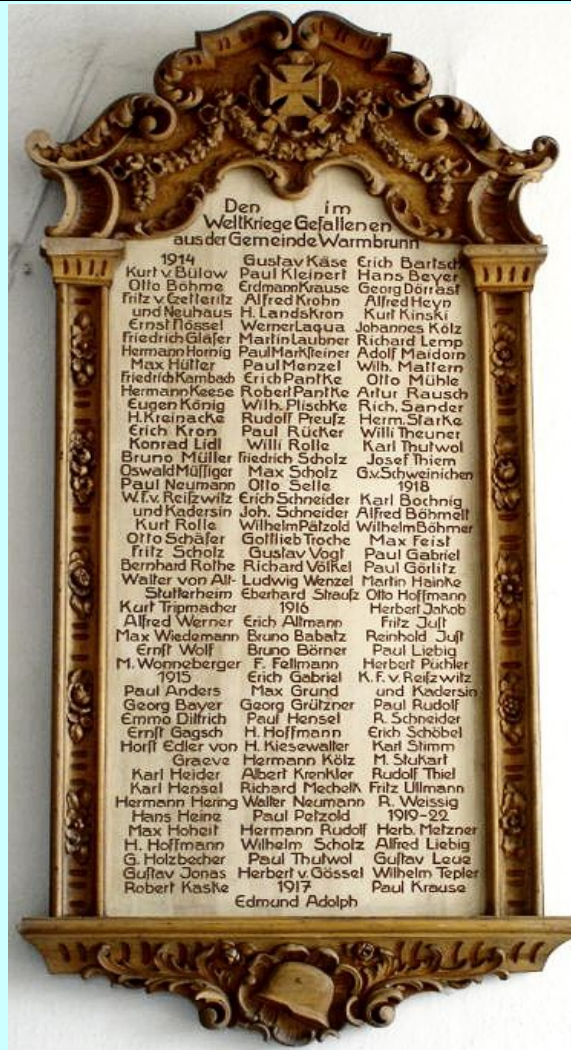 Den im
Weltkriege Gefallenen
aus der Gemeinde Warmbrunn
1914
Kurt v. Bülow
Otto Böhme
Fritz v. Czetteritz
und Neuhaus
Ernst Flössel
Friedrich Gläser
Hermann Hornig
Max Hütter
Friedrich Kambach
Hermann Keese
Eugen König
H. Kreinacke
Erich Kron
Konrad Lidl
Bruno Müller
Oswald Müssiger
Paul Neumann
W. F. v. Reiszwitz
und Kadersin
Kurt Rolle
Otto Schäfer
Fritz Scholz
Bernhard Rothe
Walter von Alt-
Stutterheim
Kurt Tripmacher
Alfred Werner
Max Wiedemann
Ernst Wolf
M. Wonneberger
1915
Paul Anders
Georg Bayer
Emmo Dittrich
Ernst Gagsch
Horst Edler von
Graeve
Karl Heider
Karl Hensel
Hermann Hering
Hans Heine
Max Hoheit
H. Hoffmann
G. Holzbecher
Gustav Jonas
Robert Kaske
Gustav Käse
Paul Kleinert
Erdmann Krause
Alfred Krohn
H. Landskron
Werner Laqua
Martin Laubner
Paul Marksteiner
Paul Menzel
Erich Pantke
Robert Pantke
Wilh. Plischke
Rudolf Preusz
Paul Rücker
Willi Rolle
Friedrich Scholz
Max Scholz
Otto Selle
Erich Schneider
Joh. Schneider
Wilhelm Pätzold
Gottlieb Troche
Gustav Vogt
Richard Völkel
Ludwig Wenzel
Eberhard Strausz
1916
Erich Altmann
Bruno Babatz
Bruno Börner
F. Fellmann
Erich Gabriel
Max Grund
Georg Grützner
Paul Hensel
H. Hoffmann
H. Kiesewalter
Hermann Kölz
Albert Krenkler
Richard Mechelk
Walter Neumann
Paul Petzold
Hermann Rudolf
Wilhelm Scholz
Paul Thutwol
Herbert v. Gössel
1917
Edmund Adolph
Erich Bartsch
Hans Beyer
Georg Dörrast
Alfred Heyn
Kurt Kinski
Johannes Kölz
Richard Lemp
Adolf Maidorn
Wilh. Mattern
Otto Mühle
Artur Rausch
Rich. Sander
Herm. Starke
Willi Theuner
Karl Thutwol
Josef Thiem
G. v. Schweinichen
1918
Karl Bochnig
Alfred Böhmelt
Wilhelm Böhmer
Max Feist
Paul Gabriel
Paul Görlitz
Martin Hainke
Otto Hoffmann
Herbert Jakob
Fritz Just
Reinhold Just
Paul Liebig
Herbert Püchler
K. F. v. Reiszwitz
und Kadersin
Paul Rudolf
R. Schneider
Erich Schöbel
Karl Stimm
M. Stukart
Rudolf Thiel
Fritz Ullmann
R. Weissig
1919-22
Herb. Metzner
Alfred Liebig
Gustav Leue
Wilhelm Tepler
Paul Krause